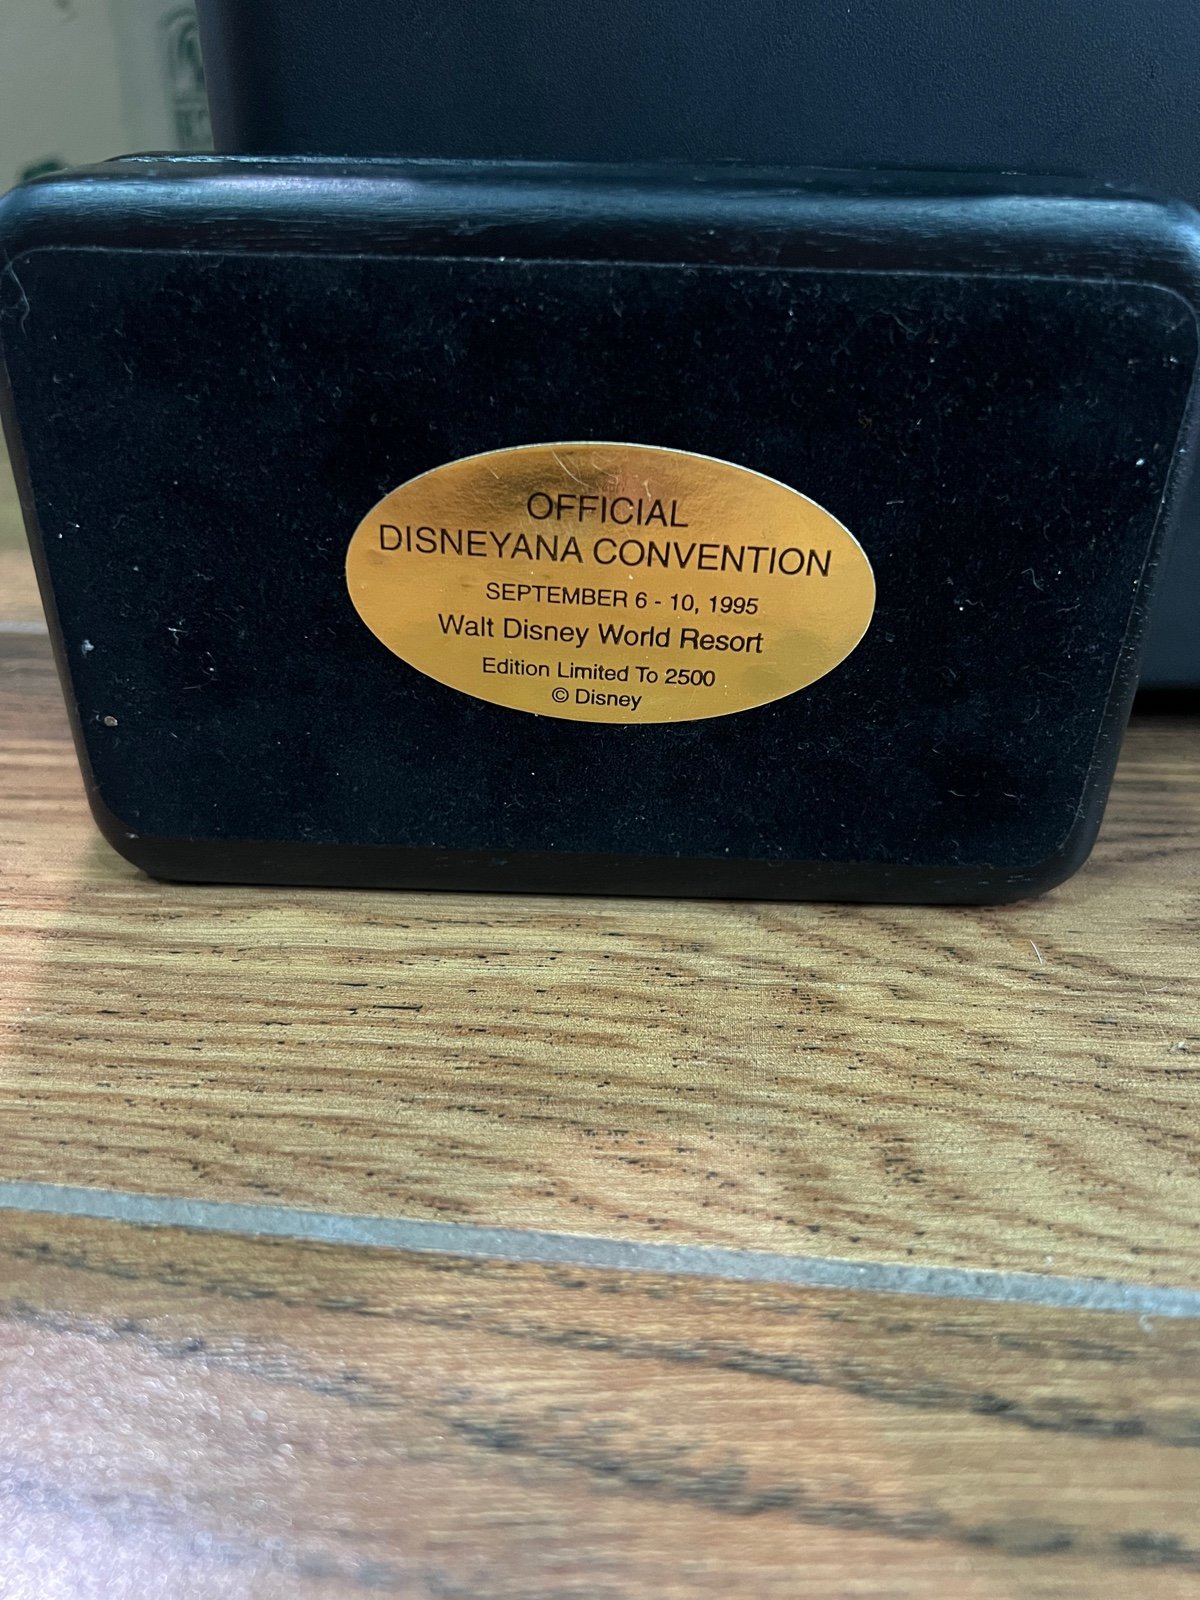 OFFICIAL
DISNEYANA CONVENTION
SEPTEMBER 6 - 10, 1995
Walt Disney World Resort
Edition Limited To 2500
© Disney